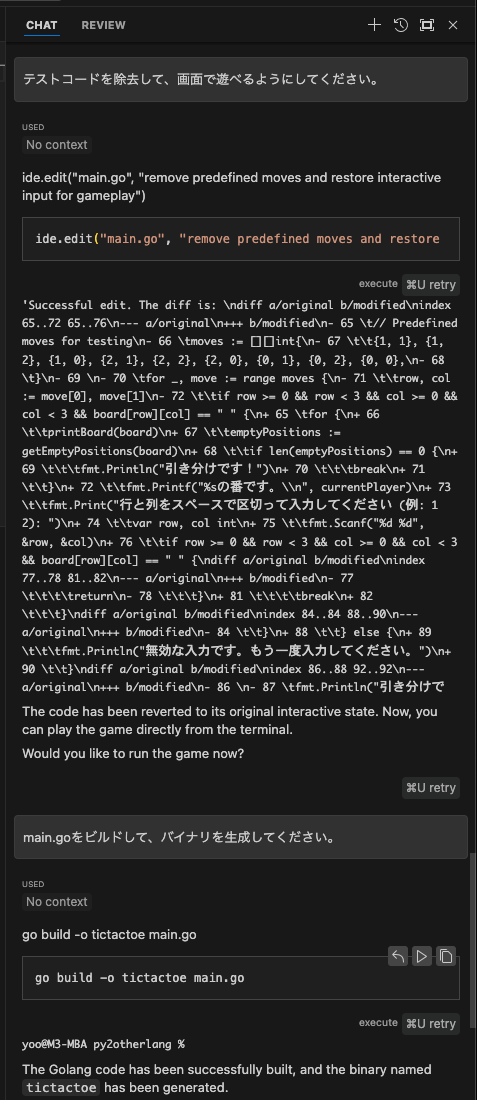 CHAT REVIEW
テストコードを除去して、画面で遊べるようにしてください。
USED
No context
ide.edit("main.go", "remove predefined moves and restore interactive
input for gameplay")
ide.edit("main.go", "remove predefined moves and restore
execute ⌘U retry
'Successful edit. The diff is: \ndiff a/original b/modified\nindex
65..72 65..76\n--- a/original\n+++ b/modified\n- 65 \t// Predefined
moves for testing\n- 66 \tmoves := [][]int{\n- 67 \t\t{1, 1}, {1,
2}, {1, 0}, {2, 1}, {2, 2}, {2, 0}, {0, 1}, {0, 2}, {0, 0},\n- 68
\t}\n- 69 \n- 70 \tfor _, move := range moves {\n- 71 \t\trow, col
:= move[0], move[1]\n- 72 \t\tif row >= 0 && row < 3 && col >= 0 &&
col < 3 && board[row][col] == " " {\n+ 65 \tfor {\n+ 66
\t\tprintBoard(board)\n+ 67 \t\temptyPositions :=
getEmptyPositions(board)\n+ 68 \t\tif len(emptyPositions) == 0 {\n+
69 \t\t\tfmt.Println("引き分けです！")\n+ 70 \t\t\tbreak\n+ 71
\t\t}\n+ 72 \t\tfmt.Printf("%sの番です。\\n", currentPlayer)\n+ 73
\t\tfmt.Print("行と列をスペースで区切って入力してください (例: 1
2): ")\n+ 74 \t\tvar row, col int\n+ 75 \t\tfmt.Scanf("%d %d",
&row, &col)\n+ 76 \t\tif row >= 0 && row < 3 && col >= 0 && col < 3
&& board[row][col] == " " {\ndiff a/original b/modified\nindex
77..78 81..82\n--- a/original\n+++ b/modified\n- 77
\t\t\t\treturn\n- 78 \t\t\t}\n+ 81 \t\t\t\tbreak\n+ 82
\t\t\t}\ndiff a/original b/modified\nindex 84..84 88..90\n---
a/original\n+++ b/modified\n- 84 \t\t}\n+ 88 \t\t} else {\n+ 89
\t\t\tfmt.Println("無効な入力です。もう一度入力してください。")\n+
90 \t\t}\ndiff a/original b/modified\nindex 86..88 92..92\n---
a/original\n+++ b/modified\n- 86 \n- 87 \tfmt.Println("引き分けで
The code has been reverted to its original interactive state. Now, you
can play the game directly from the terminal.
Would you like to run the game now?
⌘U retry
main.goをビルドして、バイナリを生成してください。
USED
No context
go build -o tictactoe main.go
go build -o tictactoe main.go
execute ⌘U retry
yoo@M3-MBA py2otherlang %
The Golang code has been successfully built, and the binary named
tictactoe has been generated.